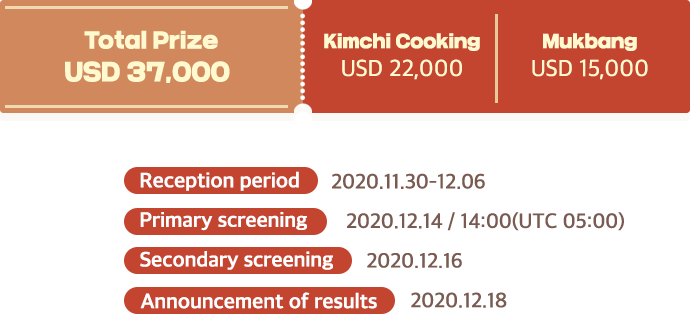 Total Prize
USD 37,000
Kimchi Cooking
USD 22,000
Mukbang
USD 15,000
Reception period 2020.11.30-12.06
Primary screening 2020.12.14 / 14:00(UTC 05:00)
Secondary screening 2020.12.16
Announcement of results 2020.12.18